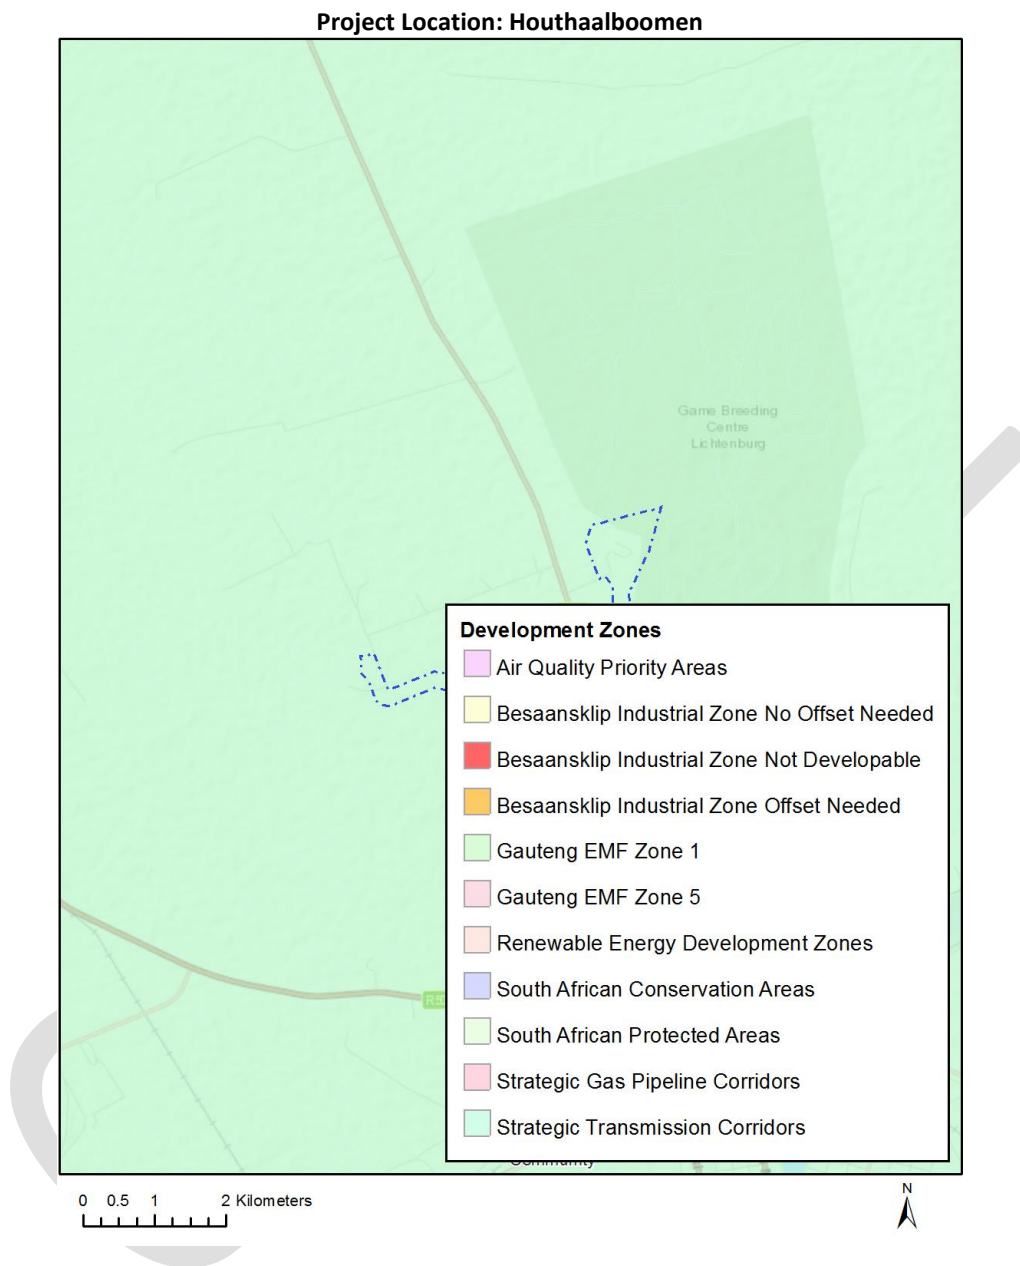 Project Location: Houthaalboomen
Game Breeding
Centre
Lichtenburg
Development Zones
Air Quality Priority Areas
Besaansklip Industrial Zone No Offset Needed
Besaansklip Industrial Zone Not Developable
Besaansklip Industrial Zone Offset Needed
Gauteng EMF Zone 1
Gauteng EMF Zone 5
Renewable Energy Development Zones
South African Conservation Areas
South African Protected Areas
Strategic Gas Pipeline Corridors
Strategic Transmission Corridors
0 0.5 1 2 Kilometers
N